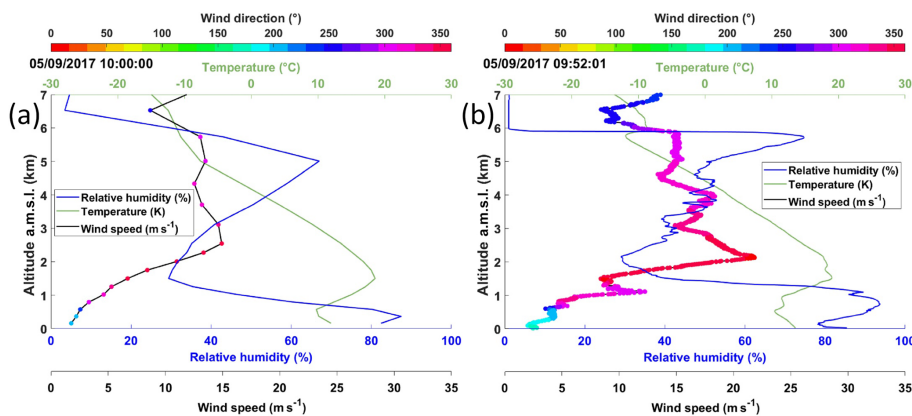 Wind direction (°)
0 50 100 150 200 250 300 350
05/09/2017 10:00:00
Temperature (°C)
-30 -25 -20 -15 -10 -5 0 5 10 15 20 25 30
(a)
7
6
5
4
3
2
1
0
Altitude a.m.s.l. (km)
Relative humidity (%)
Temperature (K)
Wind speed (m s-1)
0 20 40 60 80 100
Relative humidity (%)
0 5 10 15 20 25 30 35
Wind speed (m s-1)
Wind direction (°)
0 50 100 150 200 250 300 350
05/09/2017 09:52:01
Temperature (°C)
-30 -20 -10 0 10 20 30
(b)
7
6
5
4
3
2
1
0
Altitude a.m.s.l. (km)
Relative humidity (%)
Temperature (K)
Wind speed (m s-1)
0 20 40 60 80 100
Relative humidity (%)
0 5 10 15 20 25 30 35
Wind speed (m s-1)